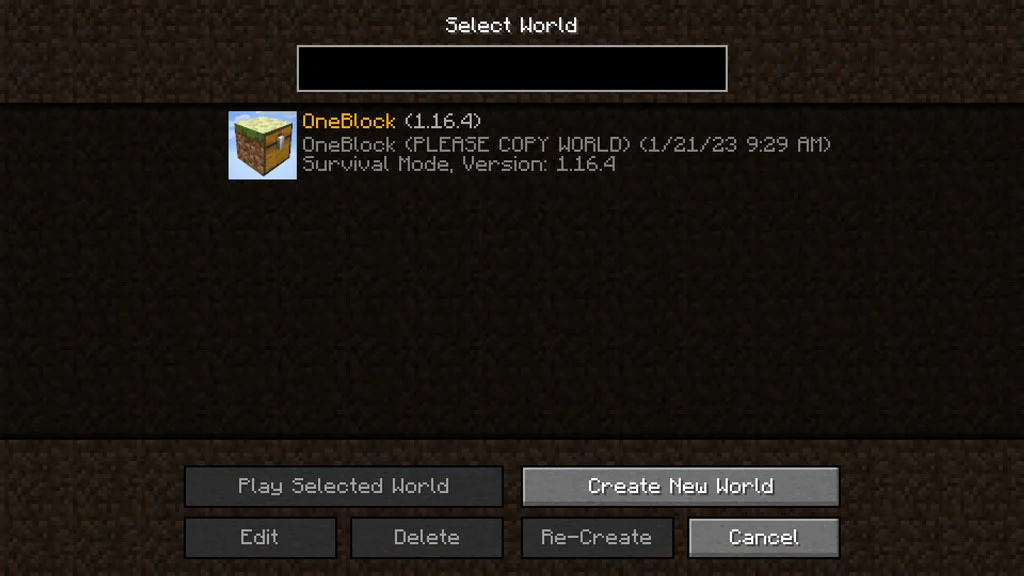 Select World
OneBlock (1.16.4)
OneBlock (PLEASE COPY WORLD) (1/21/23 9:29 AM)
Survival Mode, Version: 1.16.4
Play Selected World
Create New World
Edit
Delete
Re-Create
Cancel